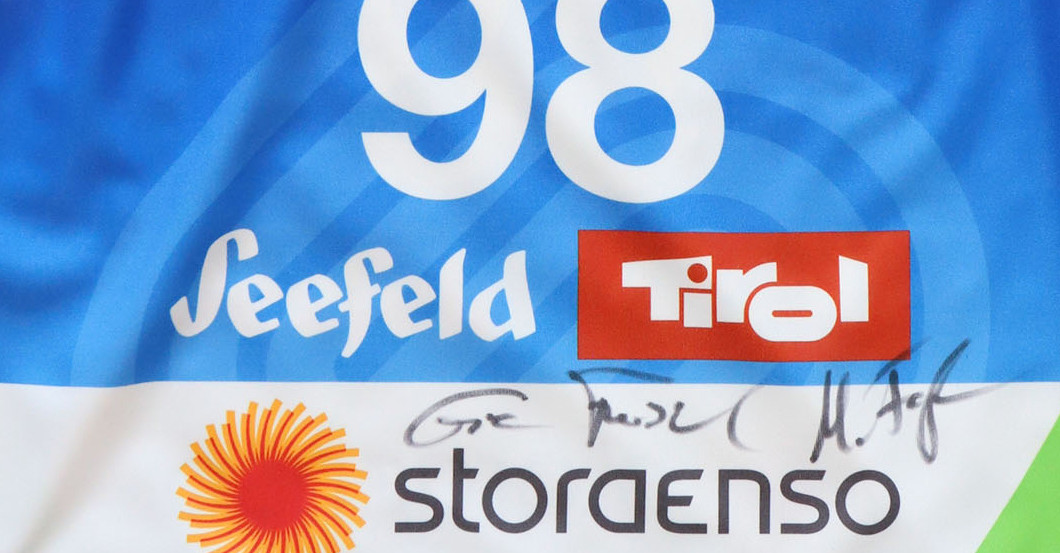 98
Seefeld Tirol
storaenso